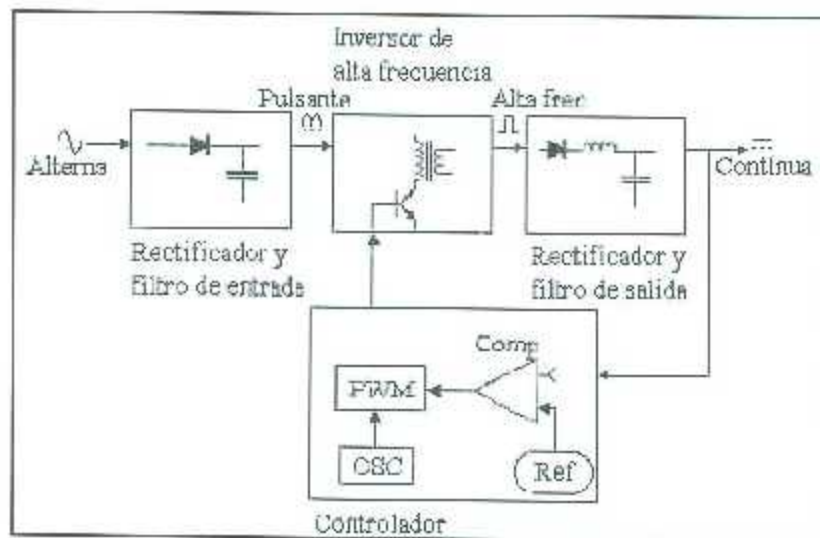 Inversor de
alta frecuencia
Pulsante
Alta frec
Alterna
Continua
Rectificador y
filtro de entrada
Rectificador y
filtro de salida
Comp
PWM
OSC
Ref
Controlador